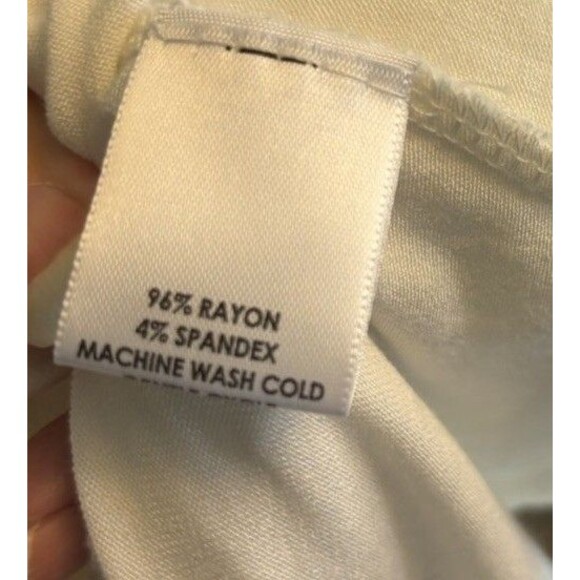 96% RAYON
4% SPANDEX
MACHINE WASH COLD